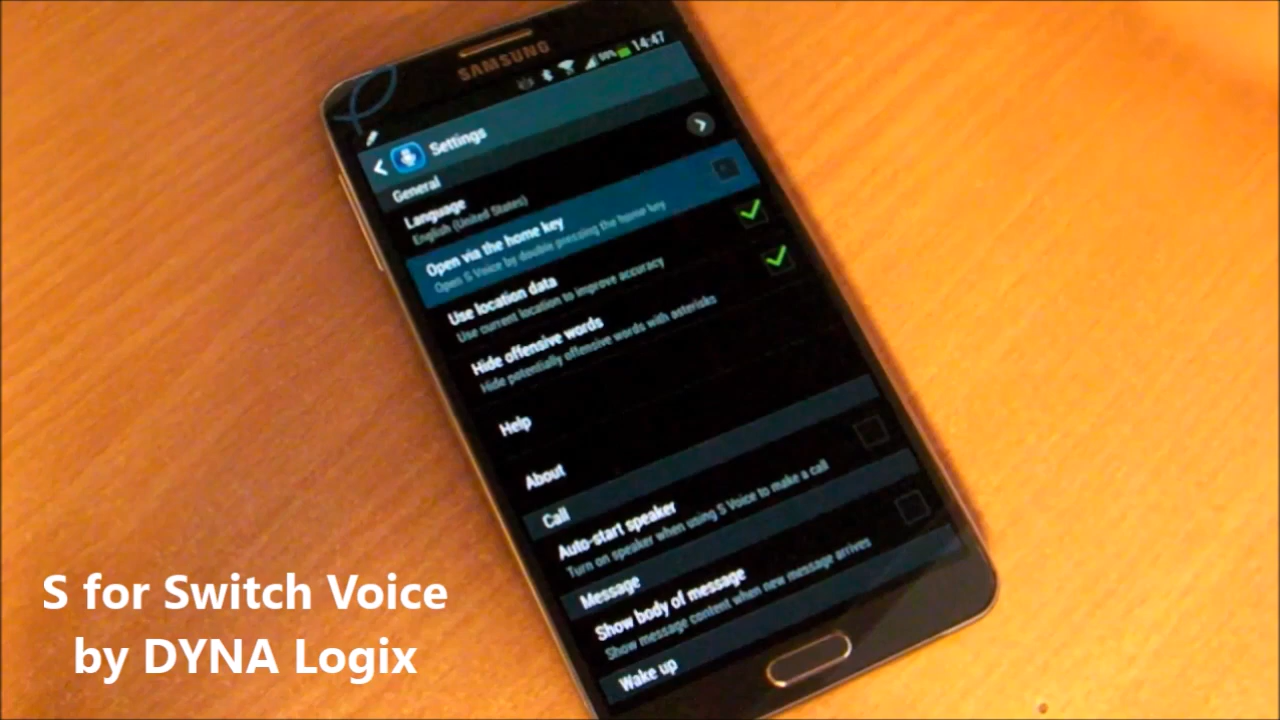 SAMSUNG
14:47
Settings
General
Language
English (United States)
Open via the home key
Open S Voice by double pressing the home key
Use location data
Use current location to improve accuracy
Hide offensive words
Hide potentially offensive words with asterisks
Help
About
Call
Auto-start speaker
Turn on speaker when using S Voice to make a call
Message
Show body of message
Show message content when new message arrives
Wake up
S for Switch Voice
by DYNA Logix